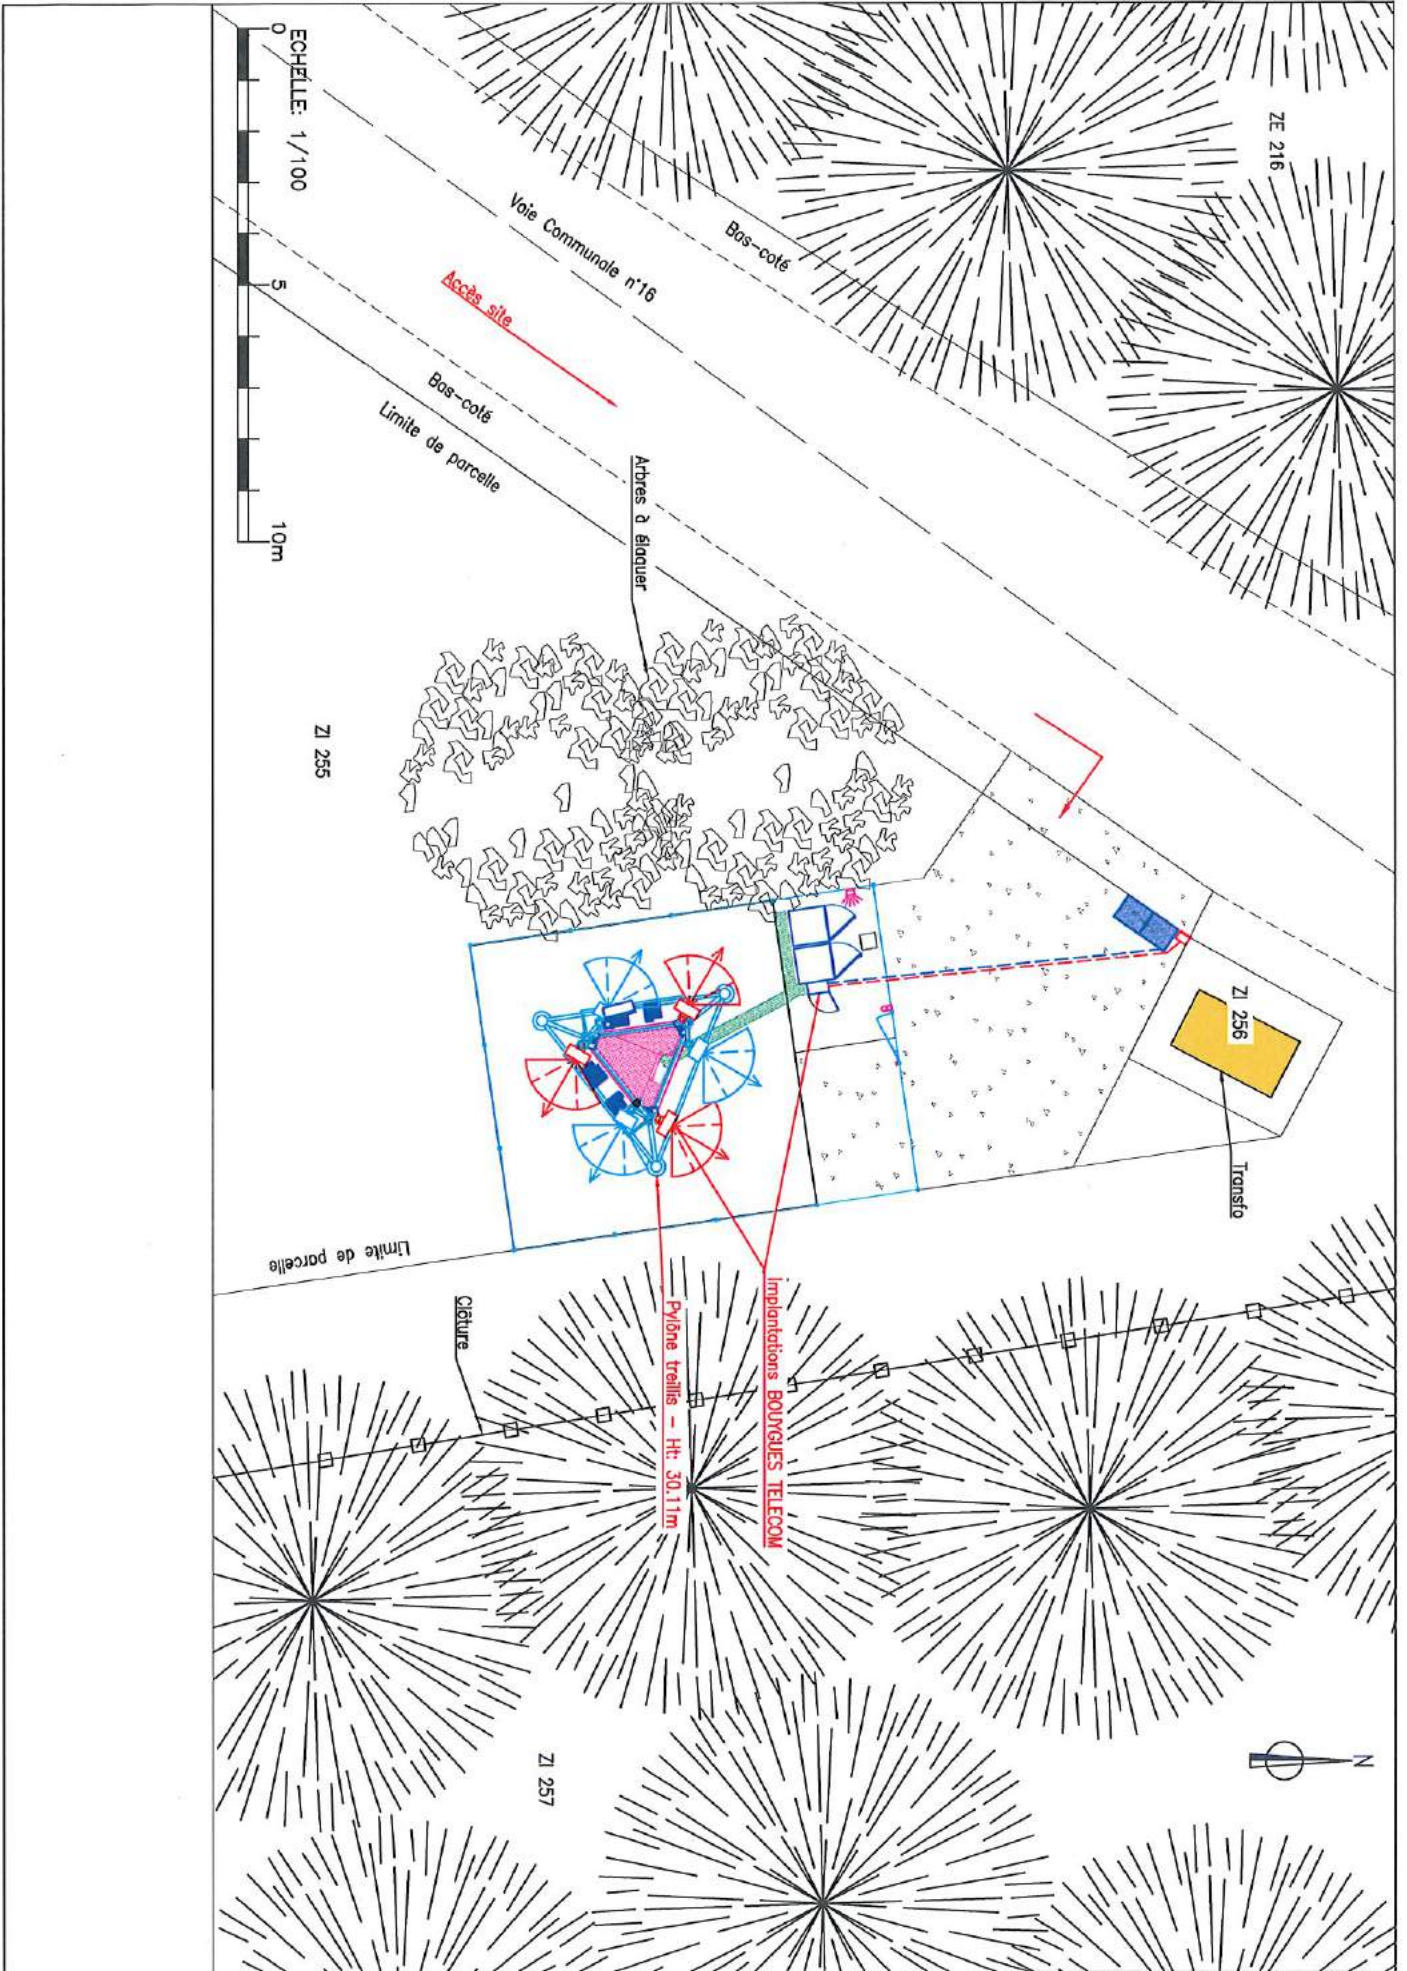 ZE 216
Bas-coté
Voie Communale n°16
Accès site
Bas-coté
Limite de parcelle
ECHELLE: 1/100
0
5
10m
Arbres à élaguer
ZI 255
ZI 256
Transfo
Implantations BOUYGUES TELECOM
Pylône treillis - Ht: 30.11m
Limite de parcelle
Clôture
ZI 257
N